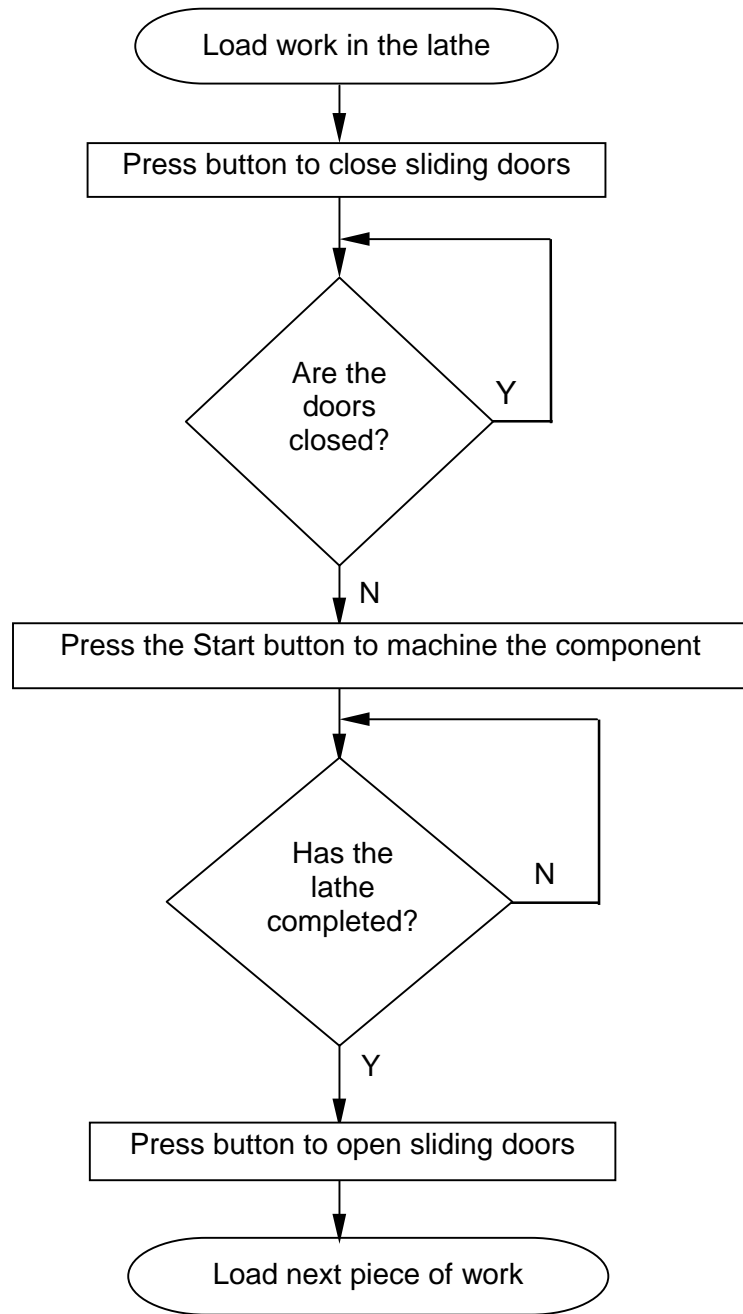 Load work in the lathe
Press button to close sliding doors
Are the
doors
closed?
Y
N
Press the Start button to machine the component
Has the
lathe
completed?
N
Y
Press button to open sliding doors
Load next piece of work